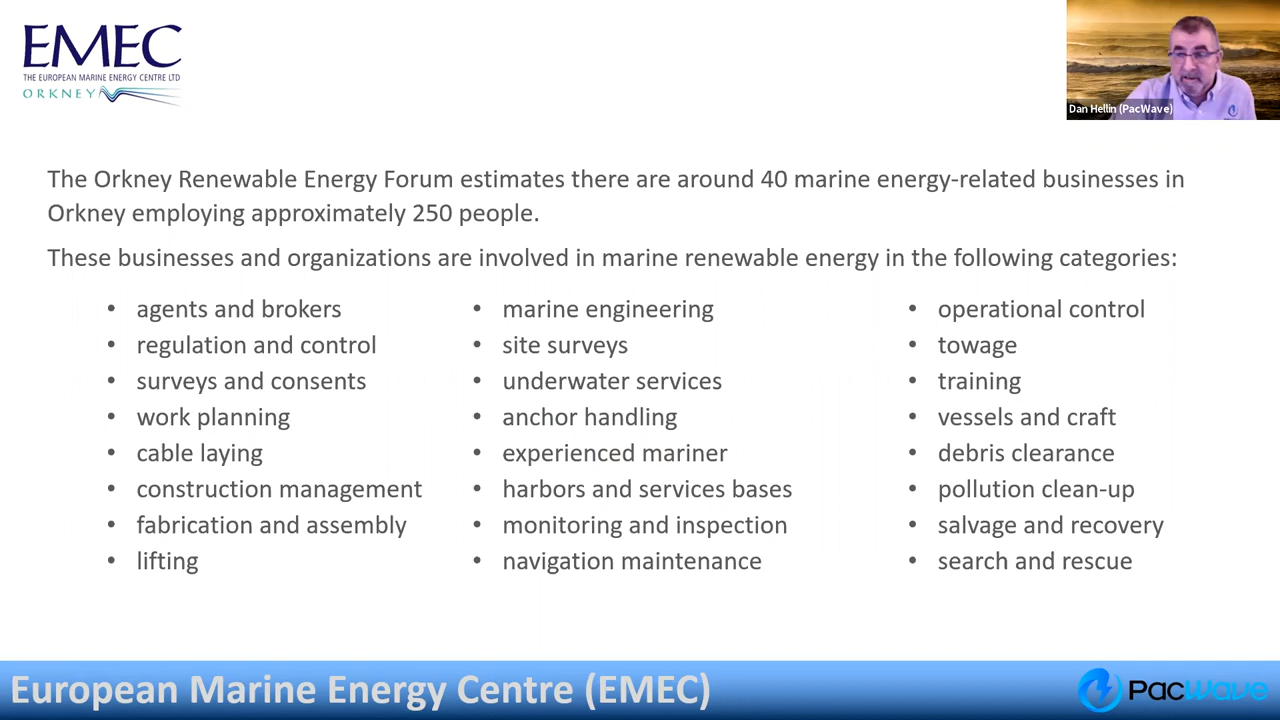 EMEC
THE EUROPEAN MARINE ENERGY CENTRE LTD
ORKNEY
Dan Hellin (PacWave)
The Orkney Renewable Energy Forum estimates there are around 40 marine energy-related businesses in
Orkney employing approximately 250 people.
These businesses and organizations are involved in marine renewable energy in the following categories:
• agents and brokers
• regulation and control
• surveys and consents
• work planning
• cable laying
• construction management
• fabrication and assembly
• lifting
• marine engineering
• site surveys
• underwater services
• anchor handling
• experienced mariner
• harbors and services bases
• monitoring and inspection
• navigation maintenance
• operational control
• towage
• training
• vessels and craft
• debris clearance
• pollution clean-up
• salvage and recovery
• search and rescue
European Marine Energy Centre (EMEC)
PacWave